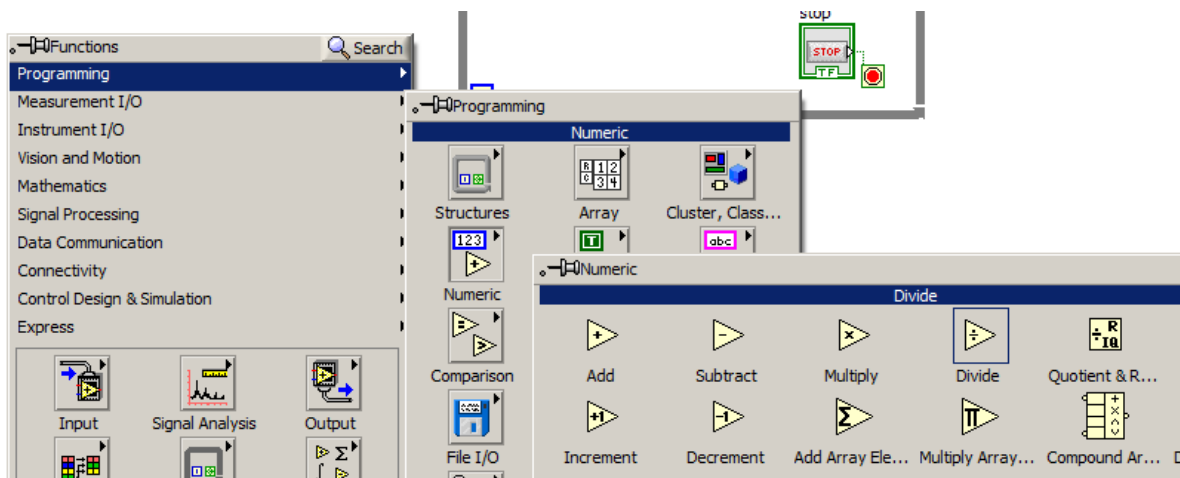 stop
STOP
TF
Functions
Search
Programming
Measurement I/O
Instrument I/O
Vision and Motion
Mathematics
Signal Processing
Data Communication
Connectivity
Control Design & Simulation
Express
Input
Signal Analysis
Output
Programming
Numeric
Structures
Array
Cluster, Class...
123
abc
Numeric
Comparison
File I/O
Numeric
Divide
Add
Subtract
Multiply
Divide
Quotient & R...
Increment
Decrement
Add Array Ele...
Multiply Array...
Compound Ar...